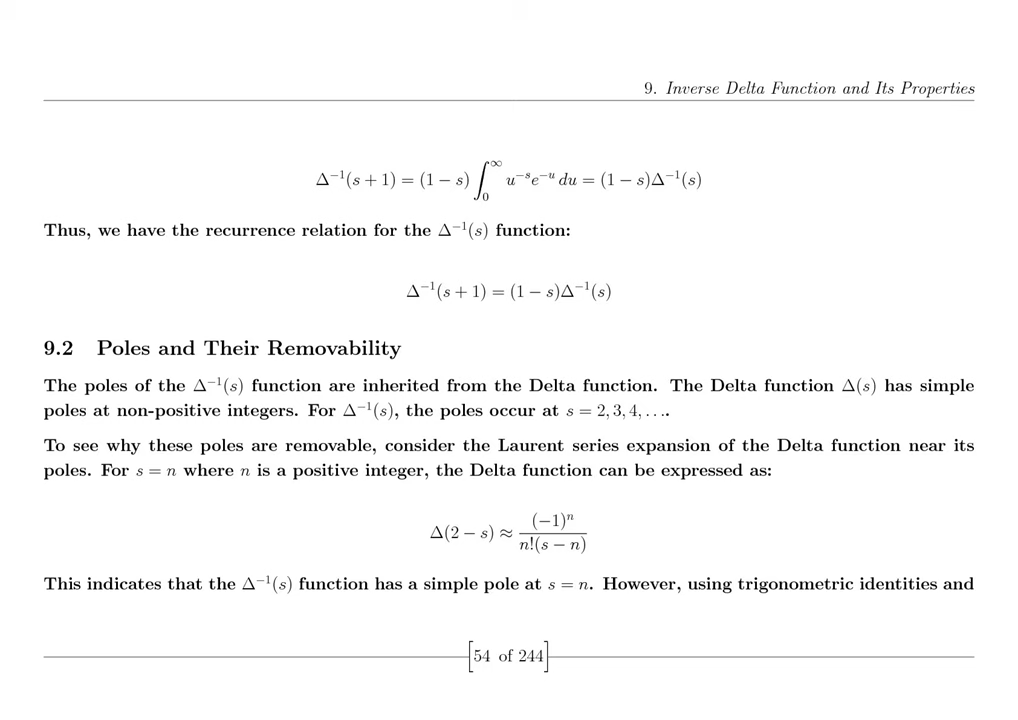 9. Inverse Delta Function and Its Properties
Δ⁻¹(s + 1) = (1 − s) ∫₀^∞ u⁻ˢe⁻ᵘ du = (1 − s)Δ⁻¹(s)
Thus, we have the recurrence relation for the Δ⁻¹(s) function:
Δ⁻¹(s + 1) = (1 − s)Δ⁻¹(s)
9.2 Poles and Their Removability
The poles of the Δ⁻¹(s) function are inherited from the Delta function. The Delta function Δ(s) has simple
poles at non-positive integers. For Δ⁻¹(s), the poles occur at s = 2, 3, 4, . . ..
To see why these poles are removable, consider the Laurent series expansion of the Delta function near its
poles. For s = n where n is a positive integer, the Delta function can be expressed as:
Δ(2 − s) ≈ (−1)ⁿ / n!(s − n)
This indicates that the Δ⁻¹(s) function has a simple pole at s = n. However, using trigonometric identities and
[54 of 244]